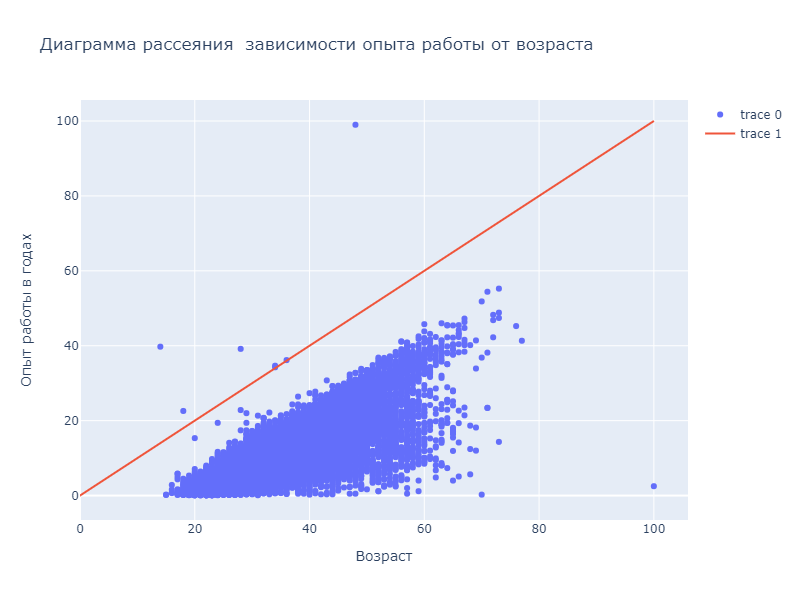 Диаграмма рассеяния  зависимости опыта работы от возраста
trace 0
trace 1
Опыт работы в годах
100
80
60
40
20
0
0 20 40 60 80 100
Возраст